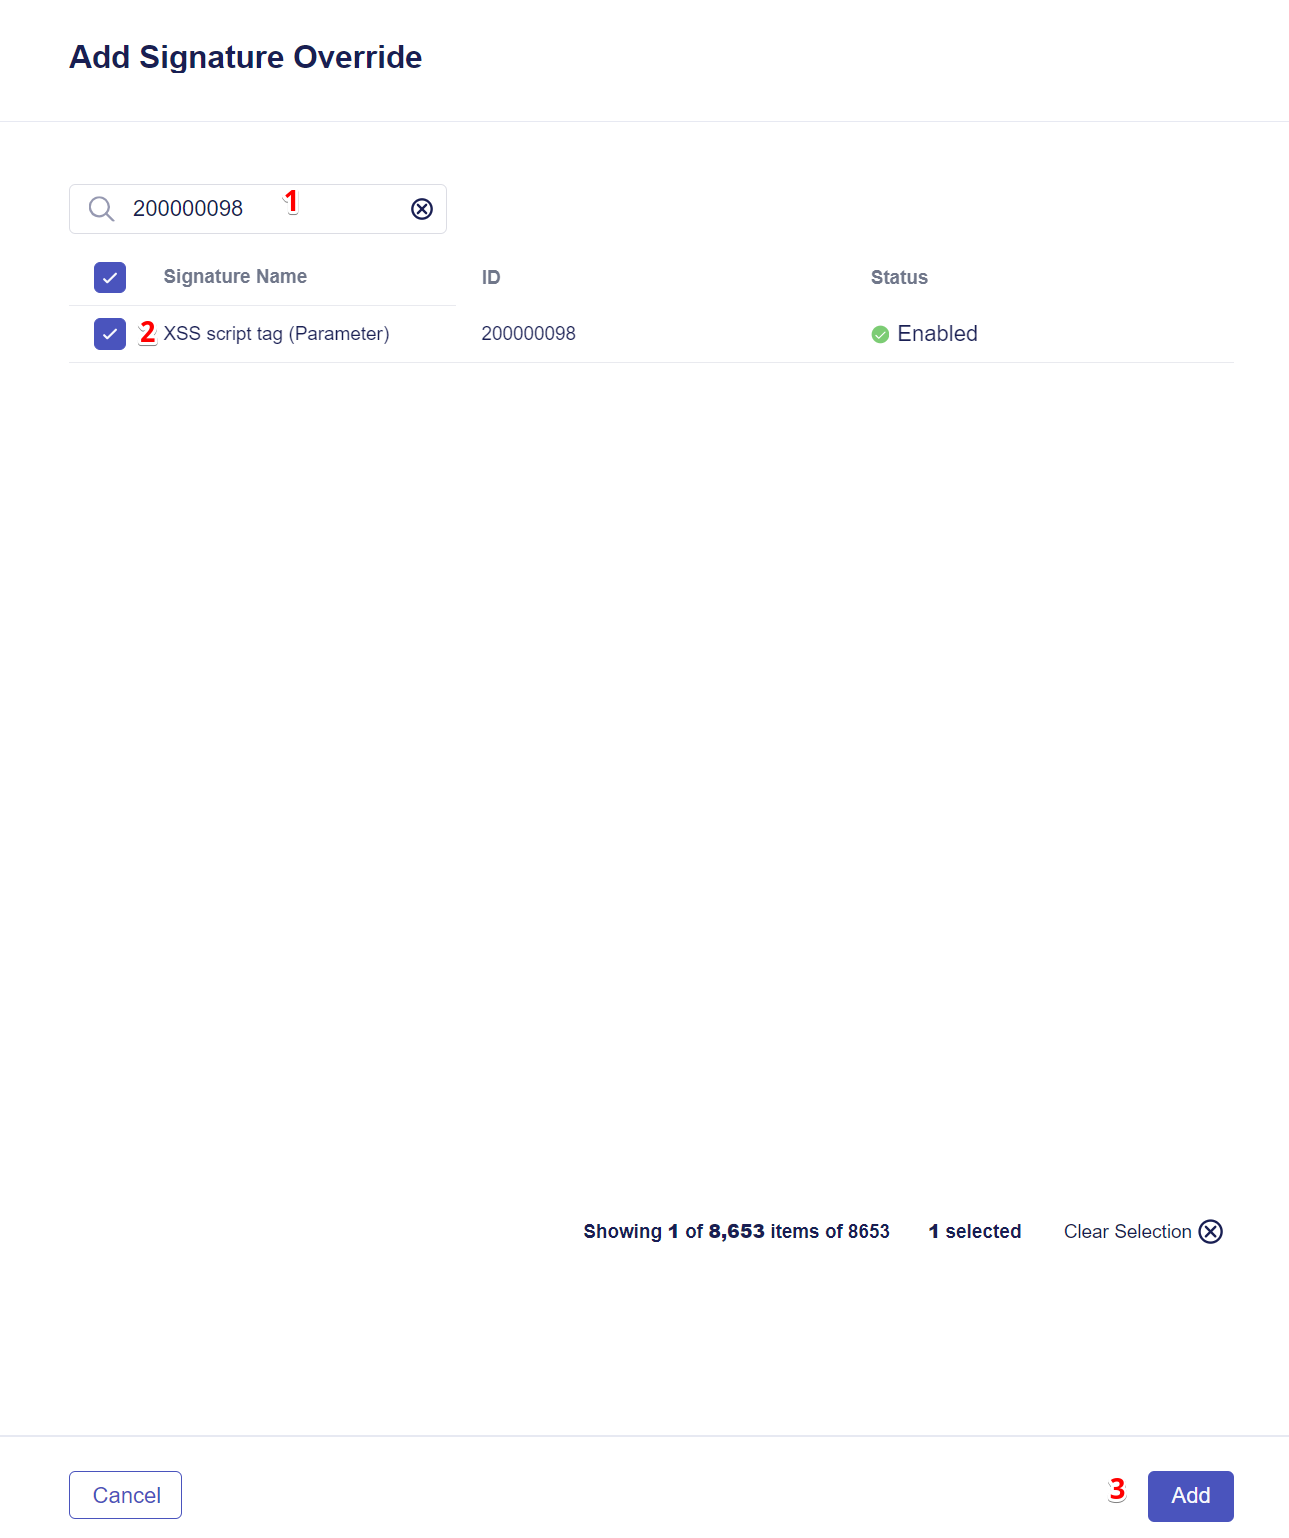 Add Signature Override
200000098 1
Signature Name ID Status
2 XSS script tag (Parameter) 200000098 Enabled
Showing 1 of 8,653 items of 8653 1 selected Clear Selection
Cancel 3 Add